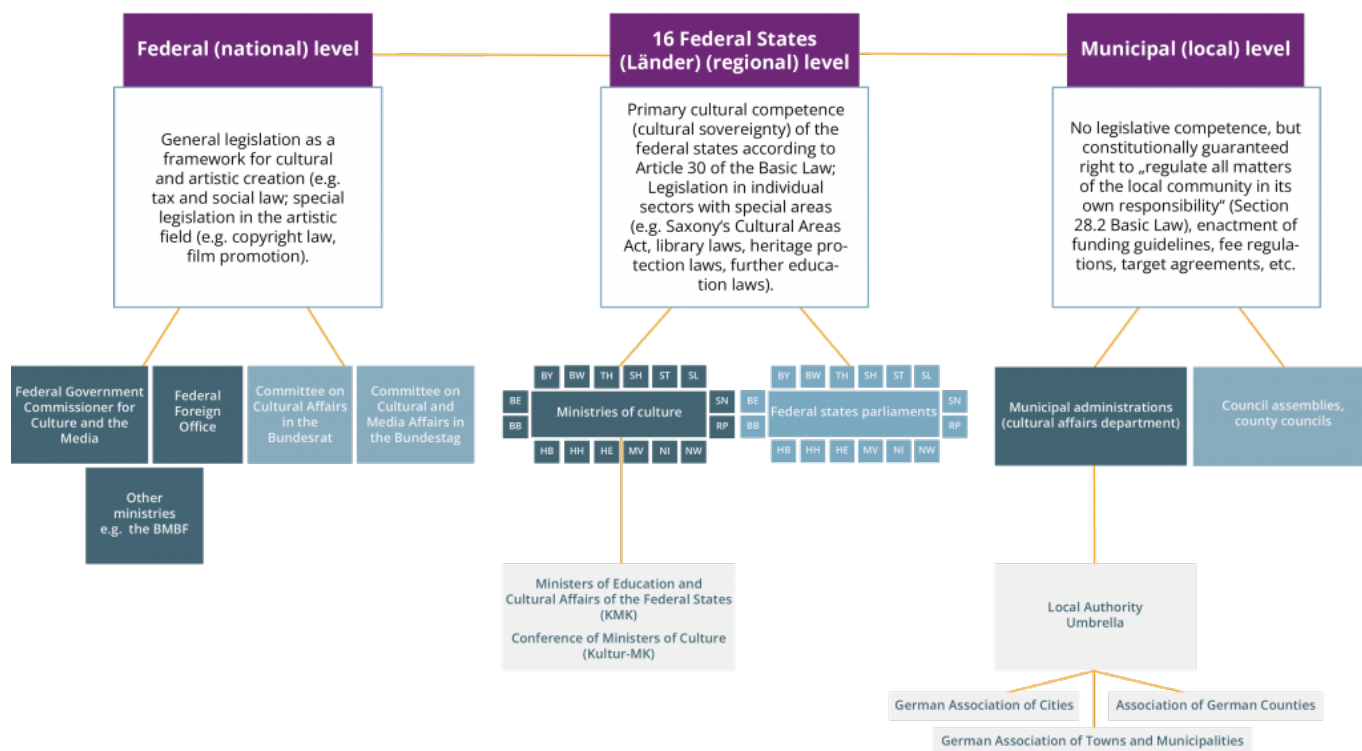 Federal (national) level
16 Federal States
(Länder) (regional) level
Municipal (local) level
General legislation as a
framework for cultural
and artistic creation (e.g.
tax and social law; special
legislation in the artistic
field (e.g. copyright law,
film promotion).
Primary cultural competence
(cultural sovereignty) of the
federal states according to
Article 30 of the Basic Law;
Legislation in individual
sectors with special areas
(e.g. Saxony‘s Cultural Areas
Act, library laws, heritage pro-
tection laws, further educa-
tion laws).
No legislative competence, but
constitutionally guaranteed
right to „regulate all matters
of the local community in its
own responsibility“ (Section
28.2 Basic Law), enactment of
funding guidelines, fee regula-
tions, target agreements, etc.
Federal Government
Commissioner for
Culture and the
Media
Federal
Foreign
Office
Committee on
Cultural Affairs
in the
Bundesrat
Committee on
Cultural and
Media Affairs in
the Bundestag
Other
ministries
e.g. the BMBF
BY BW TH SH ST SL
BE
Ministries of culture
SN
BB
RP
HB HH HE MV NI NW
BY BW TH SH ST SL
BE
Federal states parliaments
SN
BB
RP
HB HH HE MV NI NW
Municipal administrations
(cultural affairs department)
Council assemblies,
county councils
Ministers of Education and
Cultural Affairs of the Federal States
(KMK)
Conference of Ministers of Culture
(Kultur-MK)
Local Authority
Umbrella
German Association of Cities
Association of German Counties
German Association of Towns and Municipalities